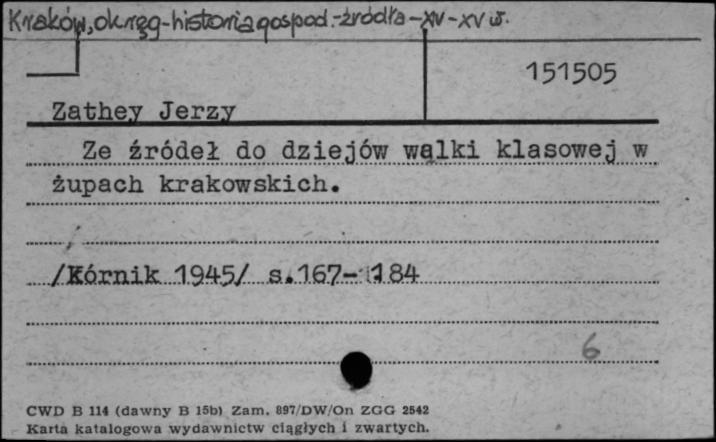 Kraków, okręg-historia gospod.-źródła-XV-XV w.
151505
Zathey Jerzy
Ze źródeł do dziejów walki klasowej w
żupach krakowskich.
/Kórnik 1945/ s.167-184
6
CWD B 114 (dawny B 15b) Zam. 897/DW/On ZGG 2542
Karta katalogowa wydawnictw ciągłych i zwartych.